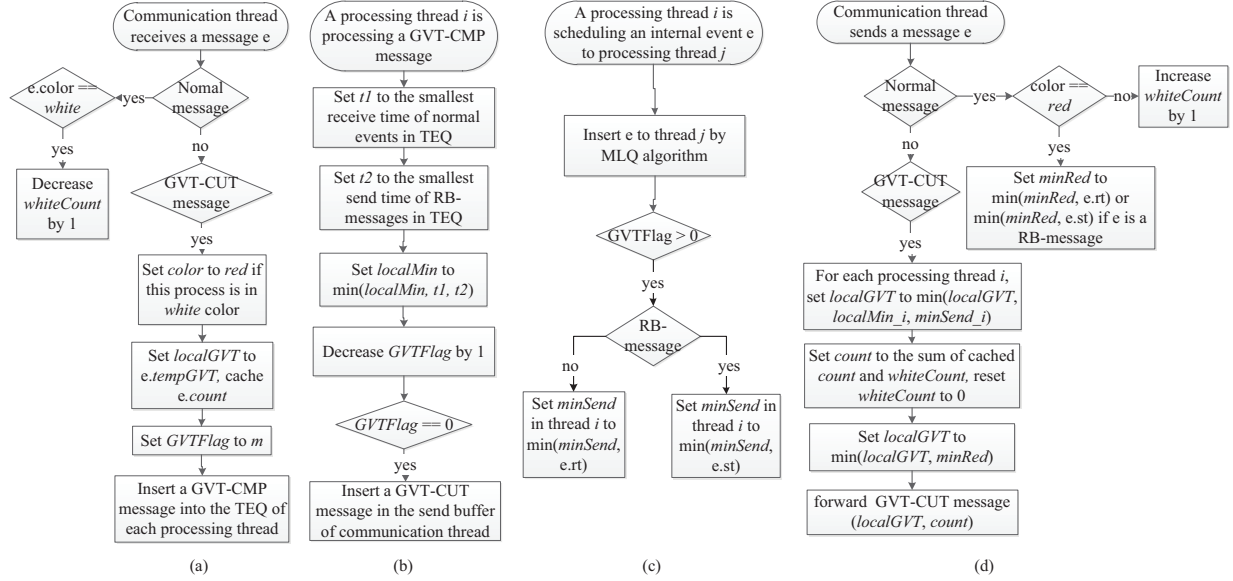 Communication thread
receives a message e
e.color ==
white
yes
Nomal
message
yes
no
Decrease
whiteCount
by 1
GVT-CUT
message
yes
Set color to red if
this process is in
white color
Set localGVT to
e.tempGVT, cache
e.count
Set GVTFlag to m
Insert a GVT-CMP
message into the TEQ of
each processing thread
(a)
A processing thread i is
processing a GVT-CMP
message
Set t1 to the smallest
receive time of normal
events in TEQ
Set t2 to the smallest
send time of RB-
messages in TEQ
Set localMin to
min(localMin, t1, t2)
Decrease GVTFlag by 1
GVTFlag == 0
yes
Insert a GVT-CUT
message in the send buffer
of communication thread
(b)
A processing thread i is
scheduling an internal event e
to processing thread j
Insert e to thread j by
MLQ algorithm
GVTFlag > 0
yes
RB-
message
no
yes
Set minSend
in thread i to
min(minSend,
e.rt)
Set minSend in
thread i to
min(minSend,
e.st)
(c)
Communication thread
sends a message e
Normal
message
yes
color ==
red
no
Increase
whiteCount
by 1
no
yes
GVT-CUT
message
Set minRed to
min(minRed, e.rt) or
min(minRed, e.st) if e is a
RB-message
yes
For each processing thread i,
set localGVT to min(localGVT,
localMin_i, minSend_i)
Set count to the sum of cached
count and whiteCount, reset
whiteCount to 0
Set localGVT to
min(localGVT, minRed)
forward GVT-CUT message
(localGVT, count)
(d)